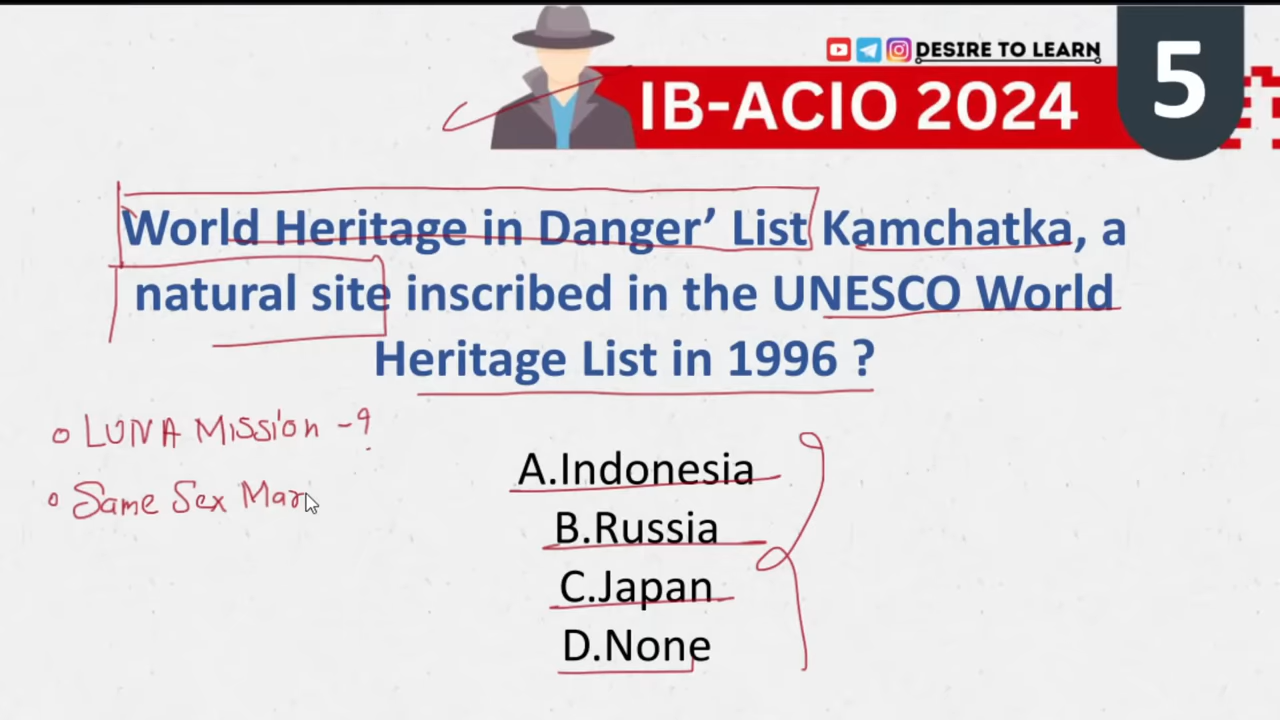 DESIRE TO LEARN
IB-ACIO 2024
5
World Heritage in Danger’ List Kamchatka, a
natural site inscribed in the UNESCO World
Heritage List in 1996 ?
LUNA Mission - 9
Same Sex Mar
A.Indonesia
B.Russia
C.Japan
D.None